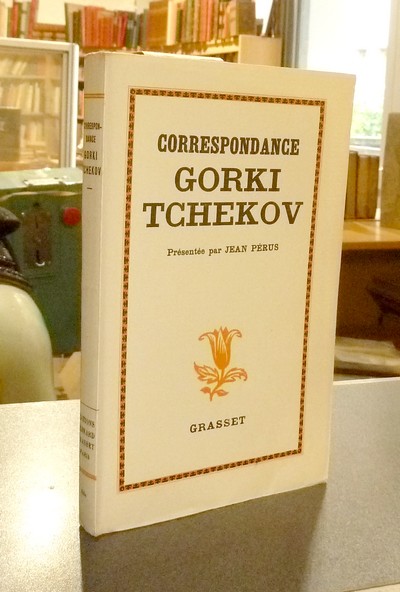 CORRESPONDANCE
GORKI
TCHEKOV
Présentée par JEAN PÉRUS
GRASSET
CORRESPON-
DANCE
GORKI
TCHEKOV